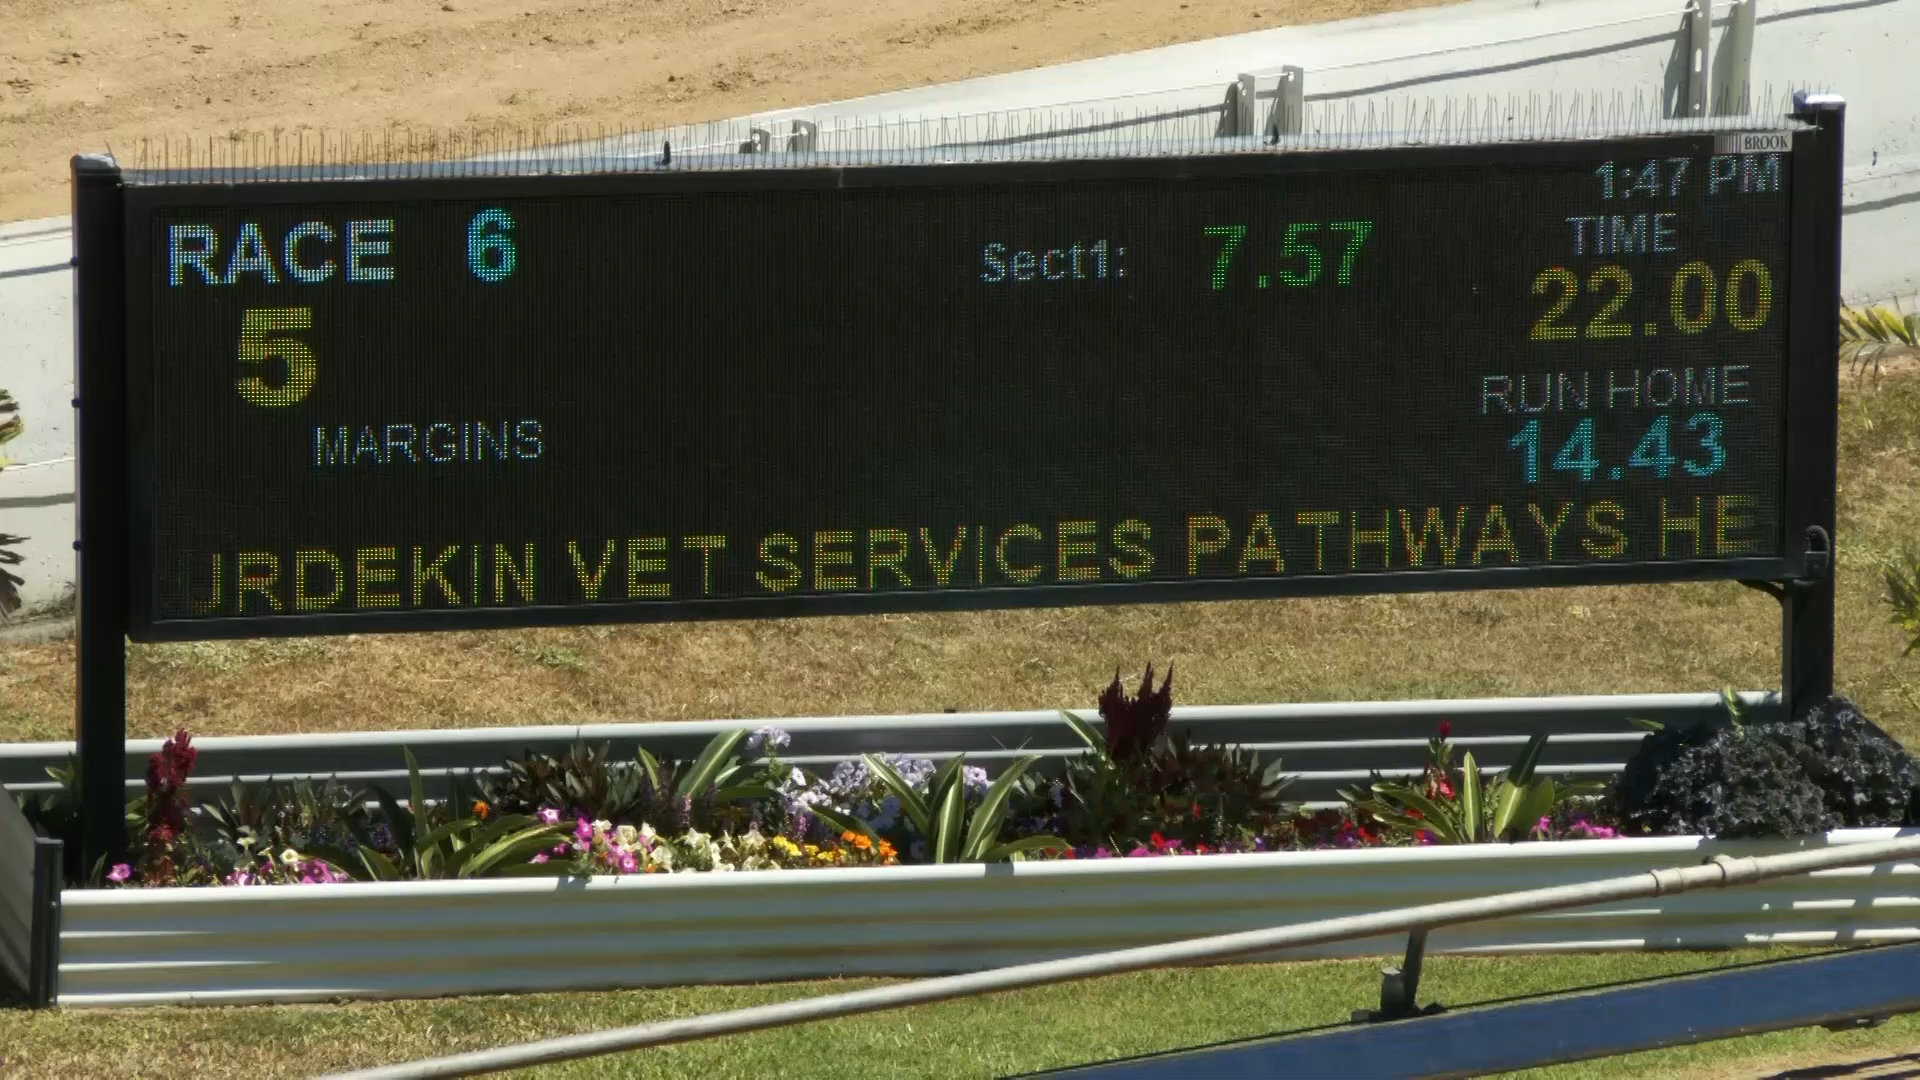 BROOK
1:47 PM
RACE 6 Sect1: 7.57 TIME
5 22.00
MARGINS RUN HOME
14.43
URDEKIN VET SERVICES PATHWAYS HE